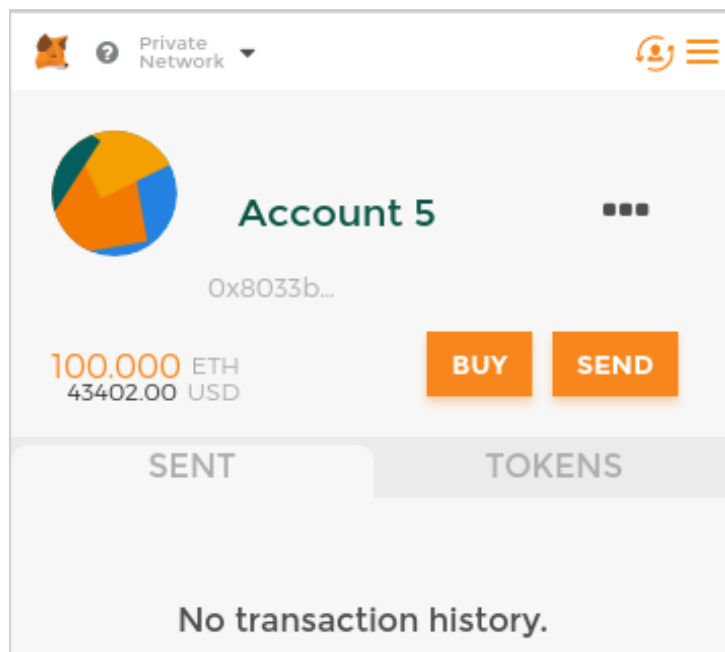 Private
Network
Account 5
0x8033b...
100.000 ETH
43402.00 USD
BUY
SEND
SENT
TOKENS
No transaction history.